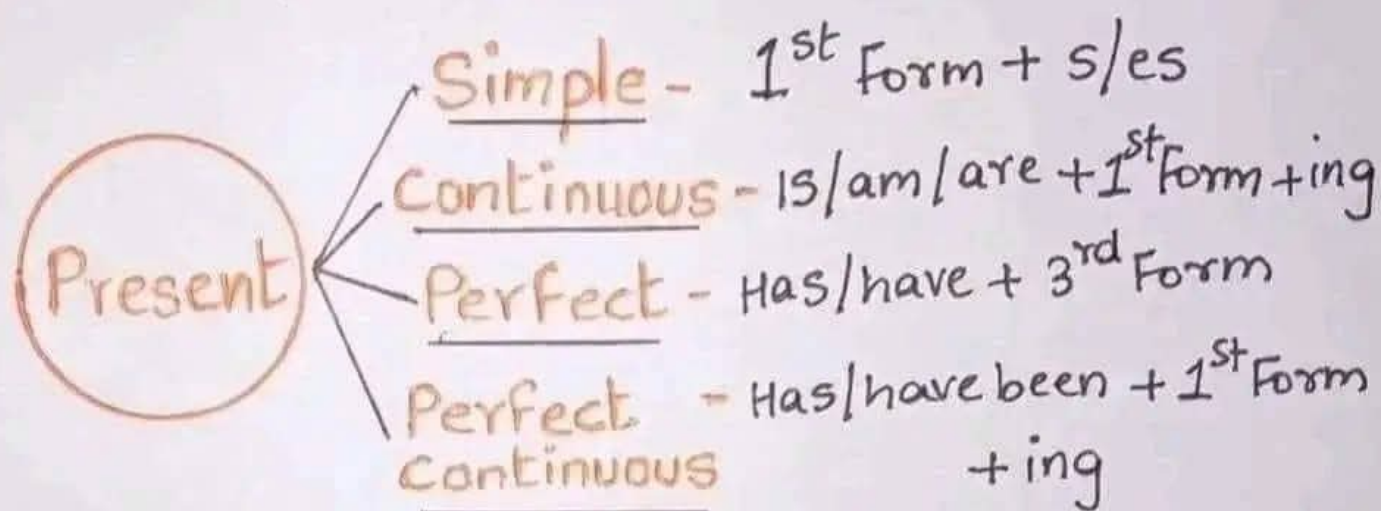 Present
Simple - 1st Form + s/es
Continuous - Is/am/are + 1st Form + ing
Perfect - Has/have + 3rd Form
Perfect - Has/have been + 1st Form
Continuous + ing